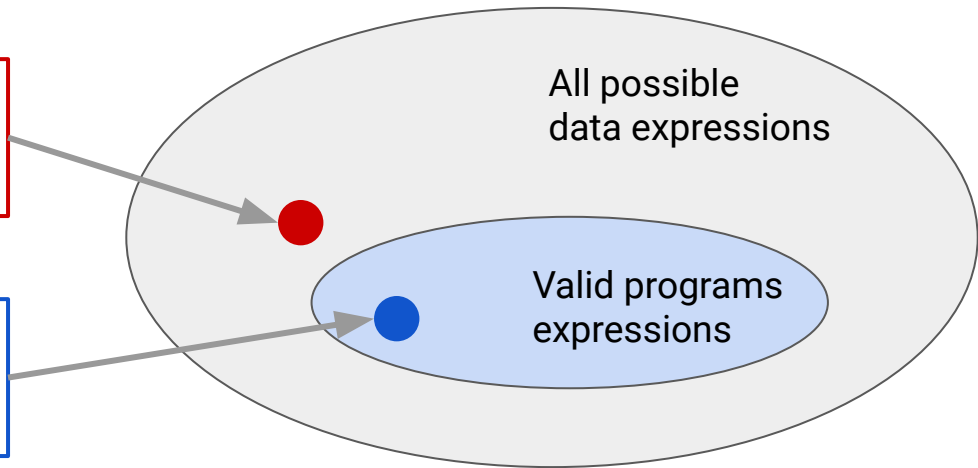 All possible
data expressions
Valid programs
expressions